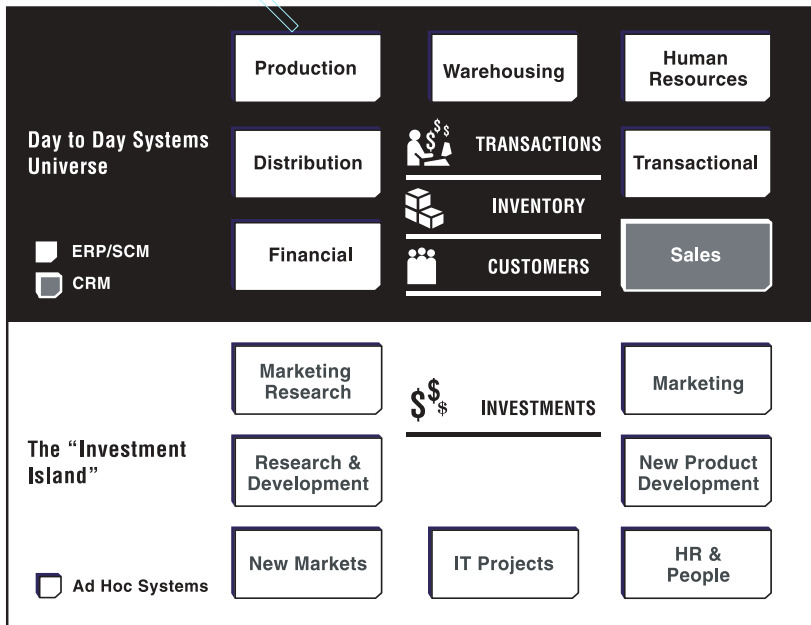 Production
Warehousing
Human
Resources
Day to Day Systems
Universe
Distribution
$$$
TRANSACTIONS
Transactional
INVENTORY
ERP/SCM
CRM
Financial
CUSTOMERS
Sales
Marketing
Research
$$$
INVESTMENTS
Marketing
The “Investment
Island”
Research &
Development
New Product
Development
New Markets
IT Projects
HR &
People
Ad Hoc Systems